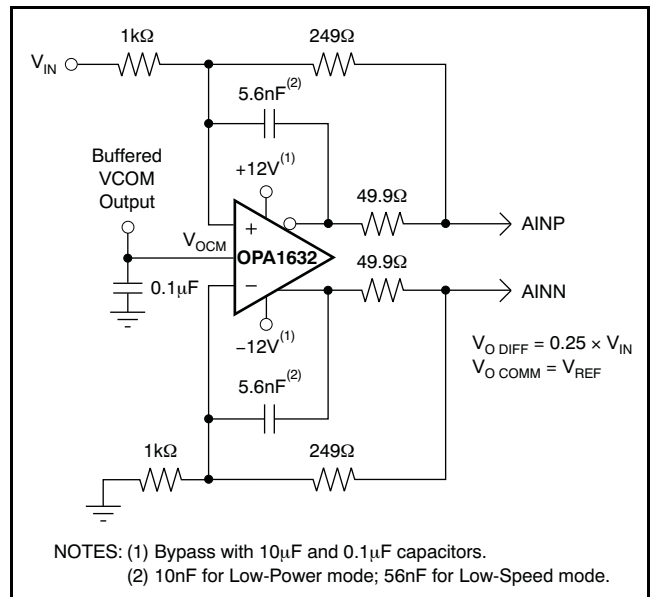 1kΩ
249Ω
V_IN
5.6nF(2)
Buffered
VCOM
Output
+12V(1)
49.9Ω
+
AINP
V_OCM
OPA1632
49.9Ω
0.1μF
−
AINN
−12V(1)
V_O DIFF = 0.25 × V_IN
V_O COMM = V_REF
5.6nF(2)
1kΩ
249Ω
NOTES: (1) Bypass with 10μF and 0.1μF capacitors.
(2) 10nF for Low-Power mode; 56nF for Low-Speed mode.